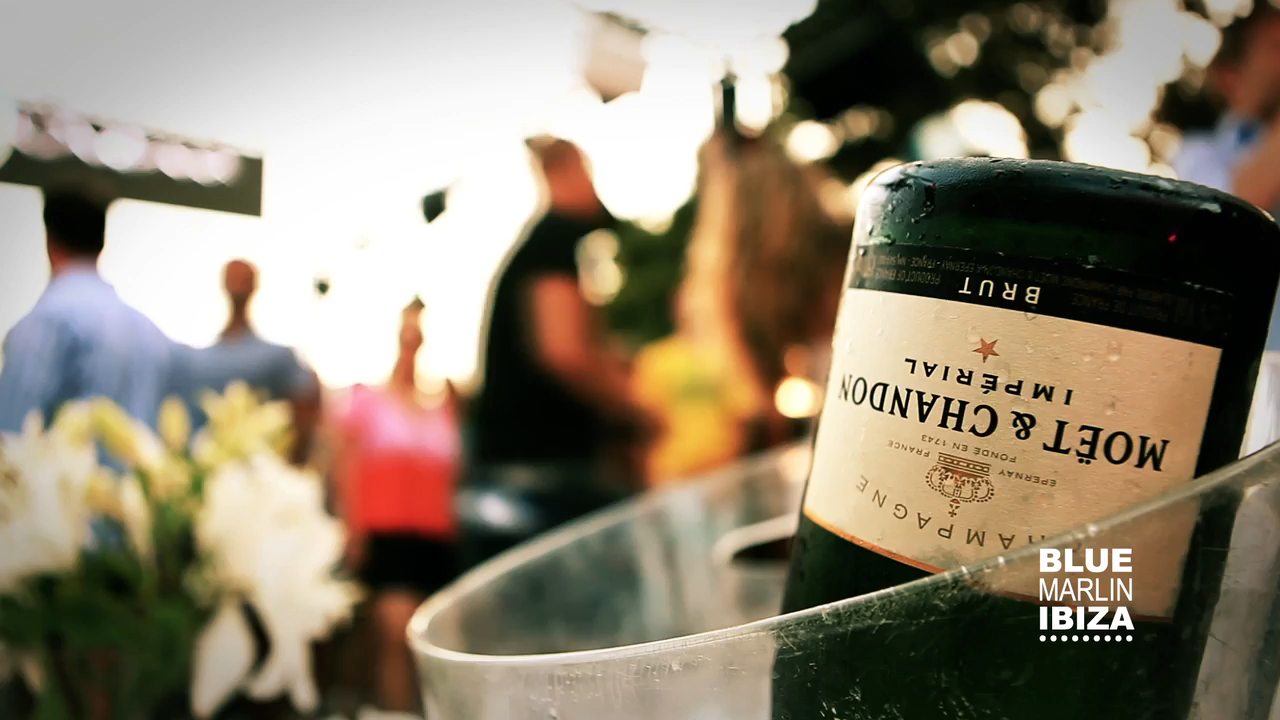 CHAMPAGNE
EPERNAY FRANCE
FONDÉ EN 1743
MOËT & CHANDON
IMPÉRIAL
BRUT
BLUE
MARLIN
IBIZA